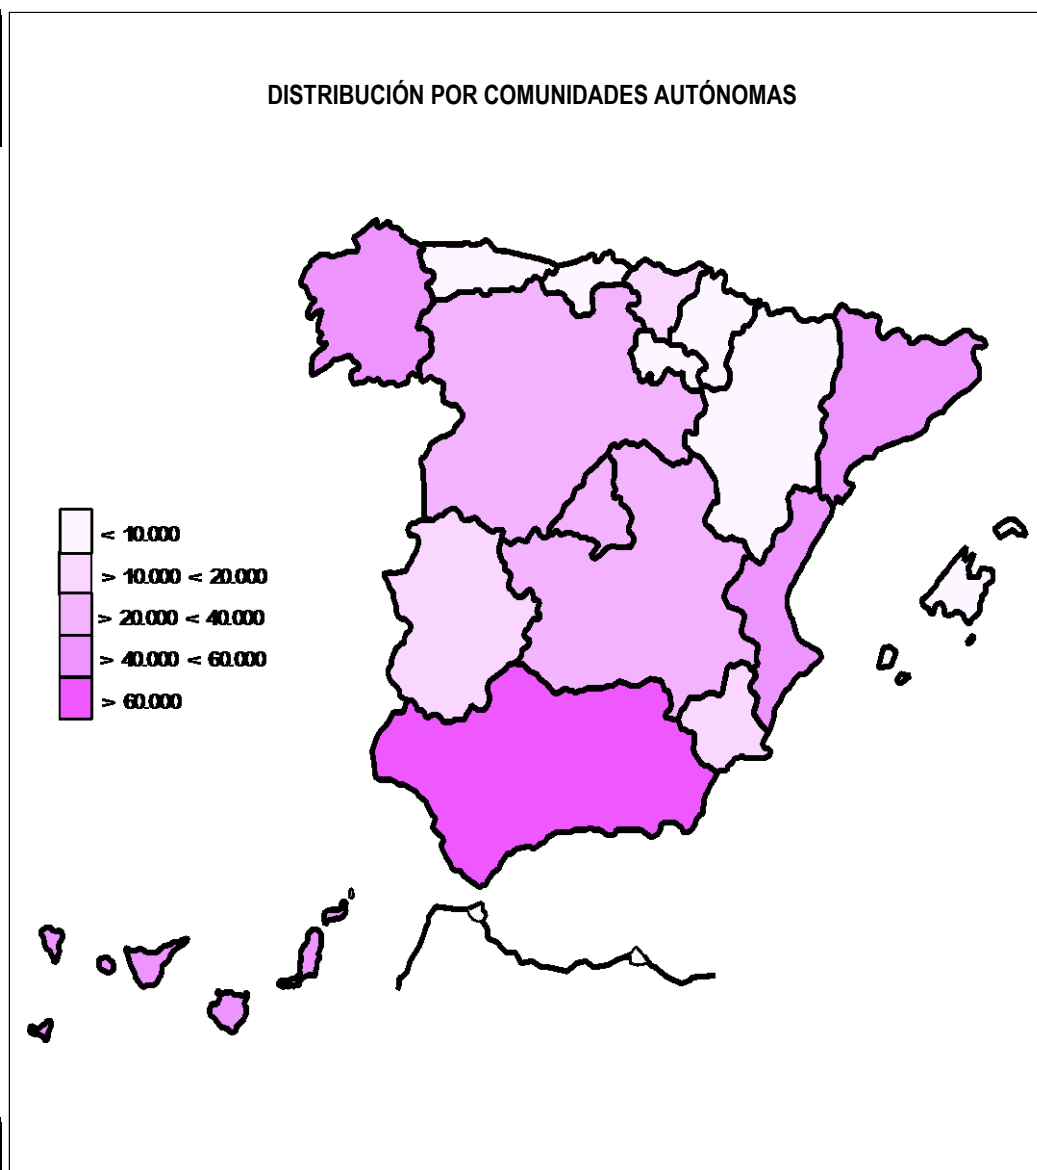 DISTRIBUCIÓN POR COMUNIDADES AUTÓNOMAS
< 10.000
> 10.000 < 20.000
> 20.000 < 40.000
> 40.000 < 60.000
> 60.000